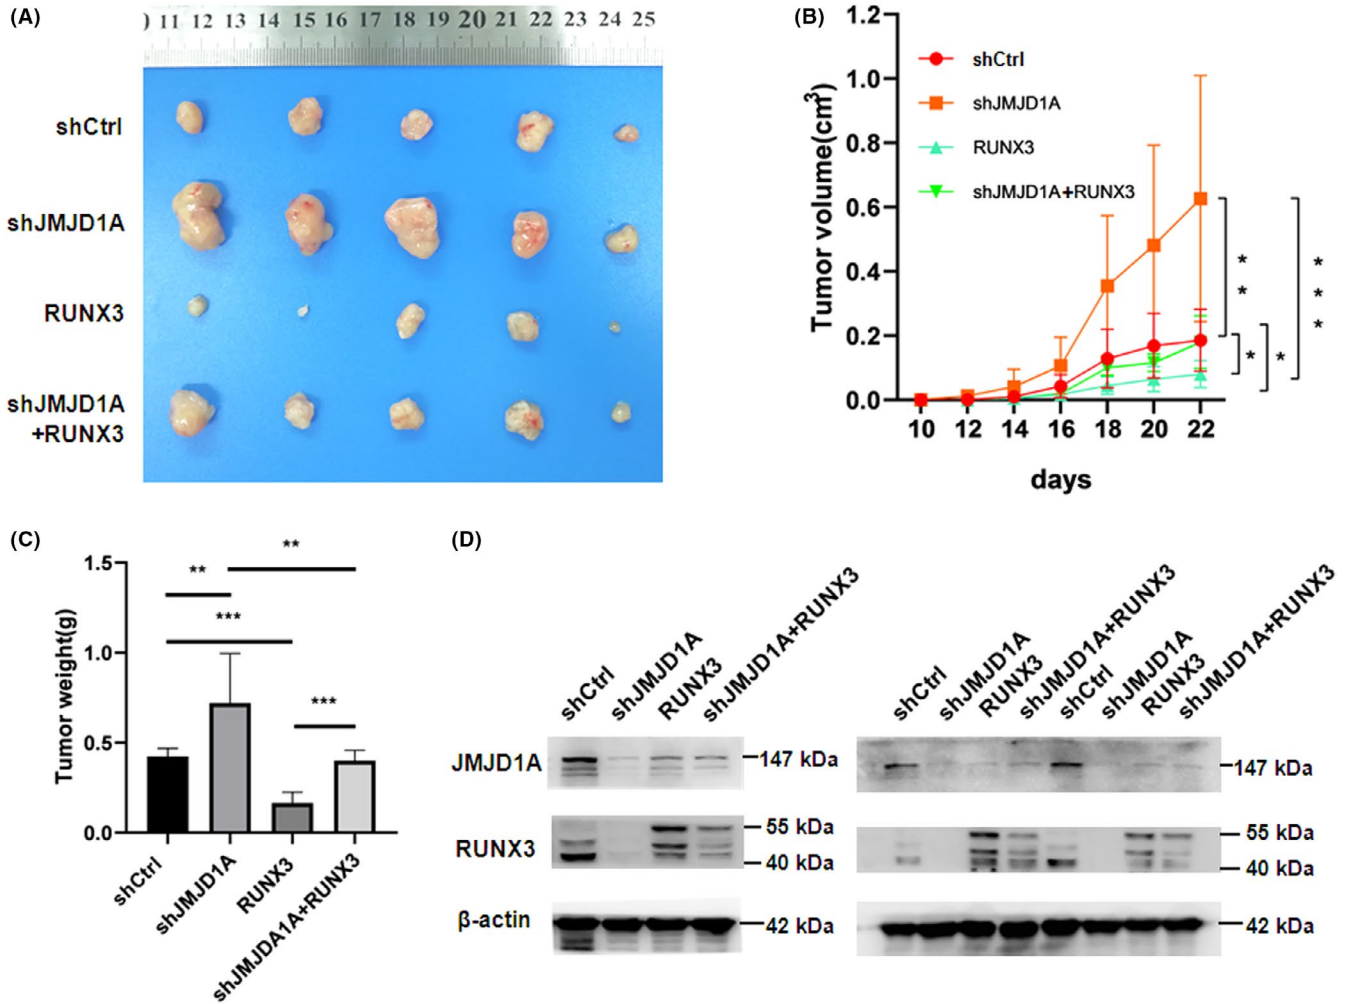 (A)
11 12 13 14 15 16 17 18 19 20 21 22 23 24 25
shCtrl
shJMJD1A
RUNX3
shJMJD1A
+RUNX3
(B)
Tumor volume(cm3)
1.2
1.0
0.8
0.6
0.4
0.2
0.0
shCtrl
shJMJD1A
RUNX3
shJMJD1A+RUNX3
* *
* * *
*
*
10 12 14 16 18 20 22
days
(C)
Tumor weight(g)
1.5
1.0
0.5
0.0
**
**
***
***
shCtrl
shJMJD1A
RUNX3
shJMJDA1A+RUNX3
(D)
shCtrl
shJMJD1A
RUNX3
shJMJD1A+RUNX3
shCtrl
shJMJD1A
RUNX3
shJMJD1A+RUNX3
shCtrl
shJMJD1A
RUNX3
shJMJD1A+RUNX3
JMJD1A
147 kDa
147 kDa
RUNX3
55 kDa
40 kDa
55 kDa
40 kDa
β-actin
42 kDa
42 kDa